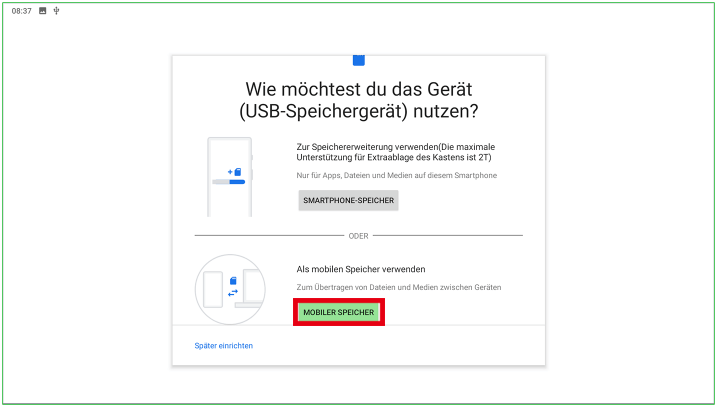 08:37
Wie möchtest du das Gerät
(USB-Speichergerät) nutzen?
Zur Speichererweiterung verwenden(Die maximale
Unterstützung für Extraablage des Kastens ist 2T)
Nur für Apps, Dateien und Medien auf diesem Smartphone
SMARTPHONE-SPEICHER
ODER
Als mobilen Speicher verwenden
Zum Übertragen von Dateien und Medien zwischen Geräten
MOBILER SPEICHER
Später einrichten